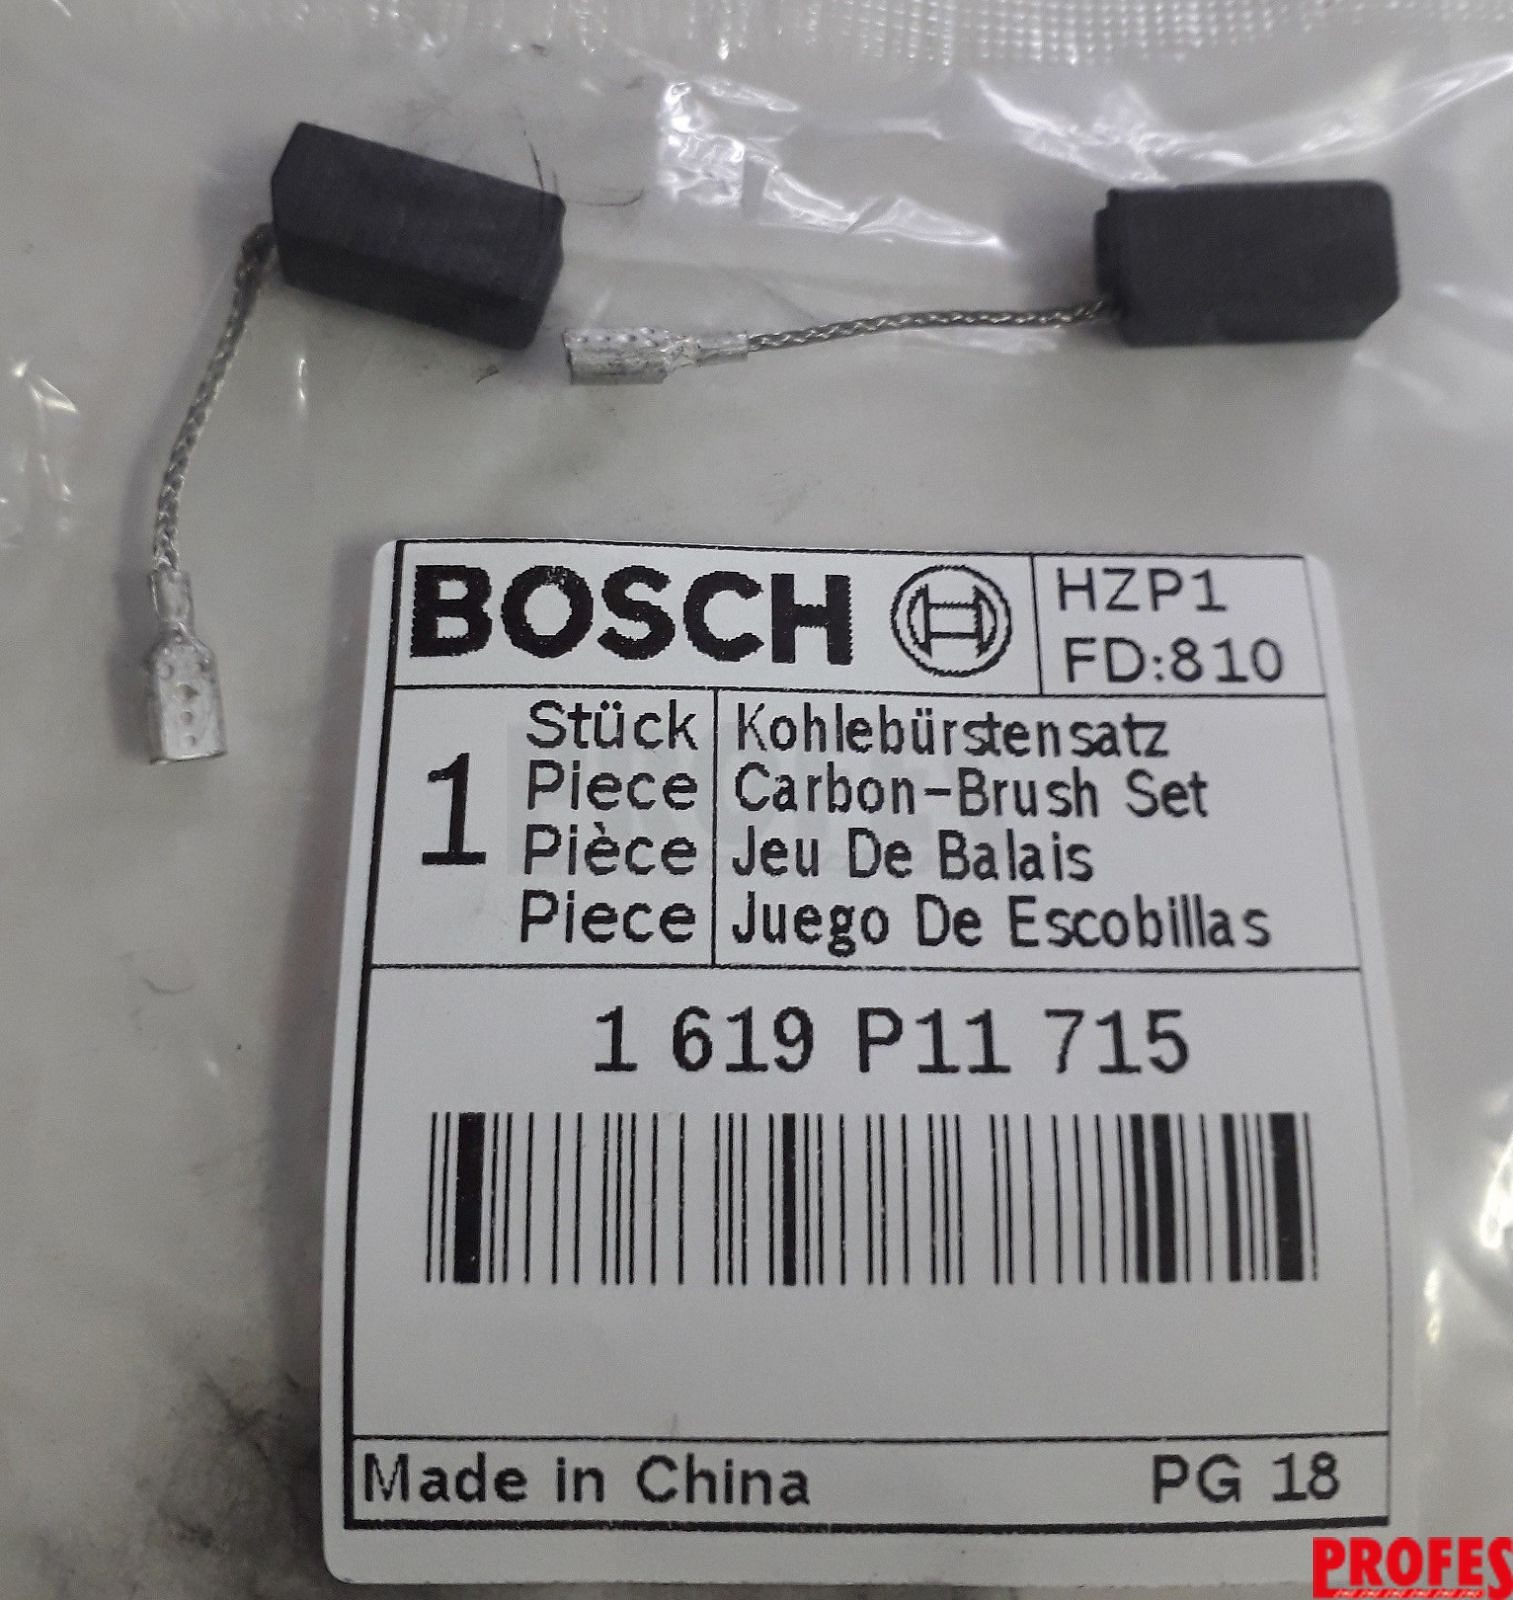 BOSCH
HZP1
FD:810
1
Stück
Piece
Pièce
Piece
Kohlebürstensatz
Carbon-Brush Set
Jeu De Balais
Juego De Escobillas
1 619 P11 715
Made in China
PG 18
PROFES